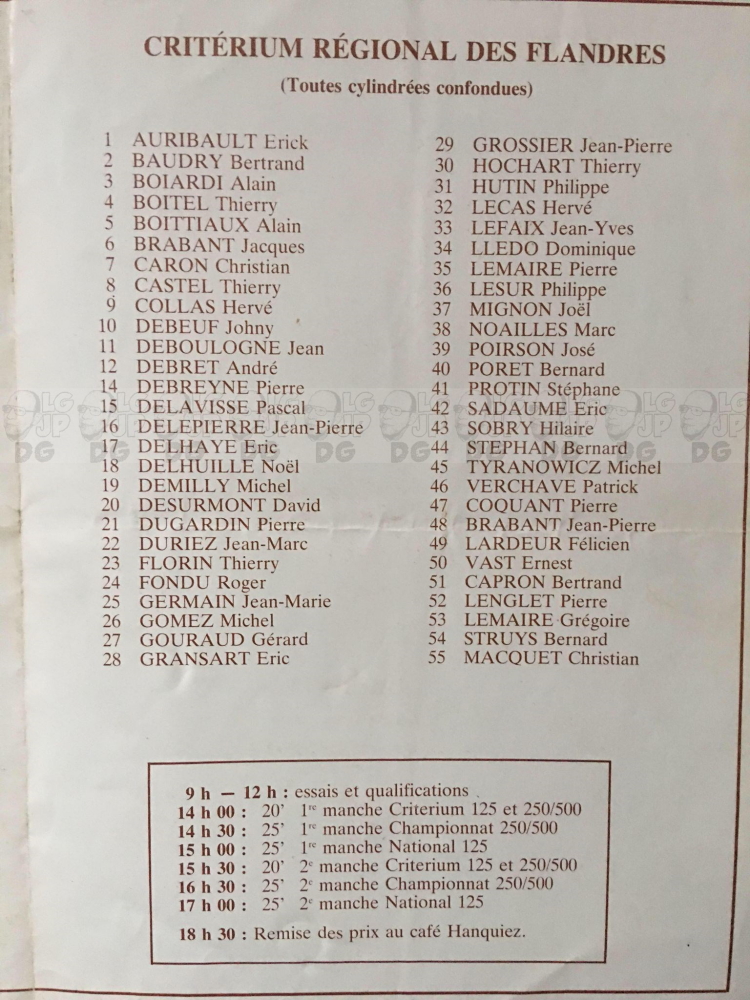 CRITÉRIUM RÉGIONAL DES FLANDRES
(Toutes cylindrées confondues)
1 AURIBAULT Erick
2 BAUDRY Bertrand
3 BOIARDI Alain
4 BOITEL Thierry
5 BOITTIAUX Alain
6 BRABANT Jacques
7 CARON Christian
8 CASTEL Thierry
9 COLLAS Hervé
10 DEBEUF Johny
11 DEBOULOGNE Jean
12 DEBRET André
14 DEBREYNE Pierre
15 DELAVISSE Pascal
16 DELEPIERRE Jean-Pierre
17 DELHAYE Eric
18 DELHUILLE Noël
19 DEMILLY Michel
20 DESURMONT David
21 DUGARDIN Pierre
22 DURIEZ Jean-Marc
23 FLORIN Thierry
24 FONDU Roger
25 GERMAIN Jean-Marie
26 GOMEZ Michel
27 GOURAUD Gérard
28 GRANSART Eric
29 GROSSIER Jean-Pierre
30 HOCHART Thierry
31 HUTIN Philippe
32 LECAS Hervé
33 LEFAIX Jean-Yves
34 LLEDO Dominique
35 LEMAIRE Pierre
36 LESUR Philippe
37 MIGNON Joël
38 NOAILLES Marc
39 POIRSON José
40 PORET Bernard
41 PROTIN Stéphane
42 SADAUME Eric
43 SOBRY Hilaire
44 STEPHAN Bernard
45 TYRANOWICZ Michel
46 VERCHAVE Patrick
47 COQUANT Pierre
48 BRABANT Jean-Pierre
49 LARDEUR Félicien
50 VAST Ernest
51 CAPRON Bertrand
52 LENGLET Pierre
53 LEMAIRE Grégoire
54 STRUYS Bernard
55 MACQUET Christian
9 h — 12 h : essais et qualifications
14 h 00 : 20' 1re manche Criterium 125 et 250/500
14 h 30 : 25' 1re manche Championnat 250/500
15 h 00 : 25' 1re manche National 125
15 h 30 : 20' 2e manche Criterium 125 et 250/500
16 h 30 : 25' 2e manche Championnat 250/500
17 h 00 : 25' 2e manche National 125
18 h 30 : Remise des prix au café Hanquiez.